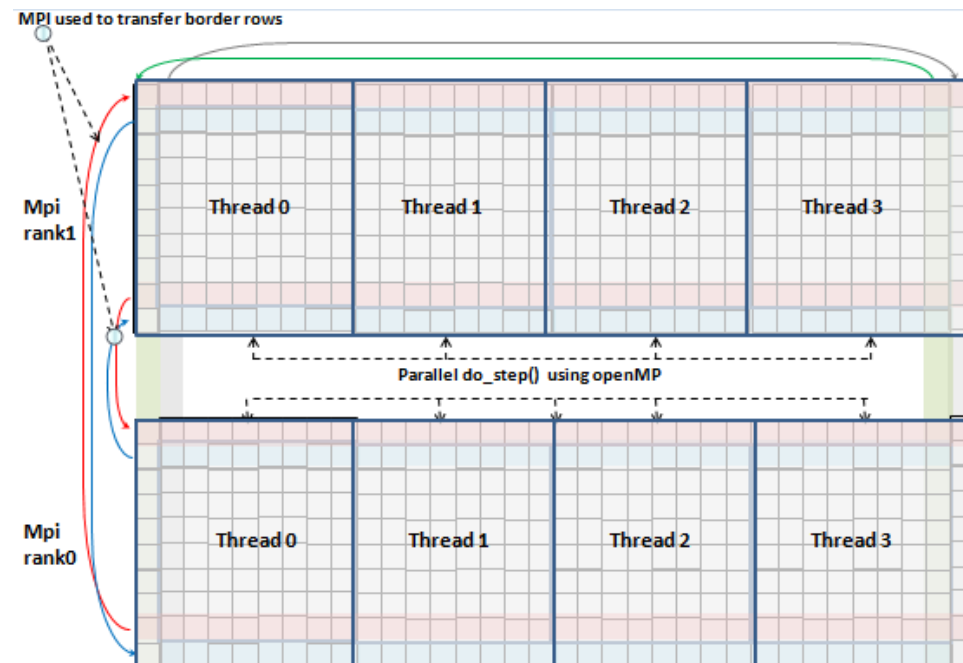 MPI used to transfer border rows
Mpi
rank1
Thread 0
Thread 1
Thread 2
Thread 3
Parallel do_step() using openMP
Mpi
rank0
Thread 0
Thread 1
Thread 2
Thread 3